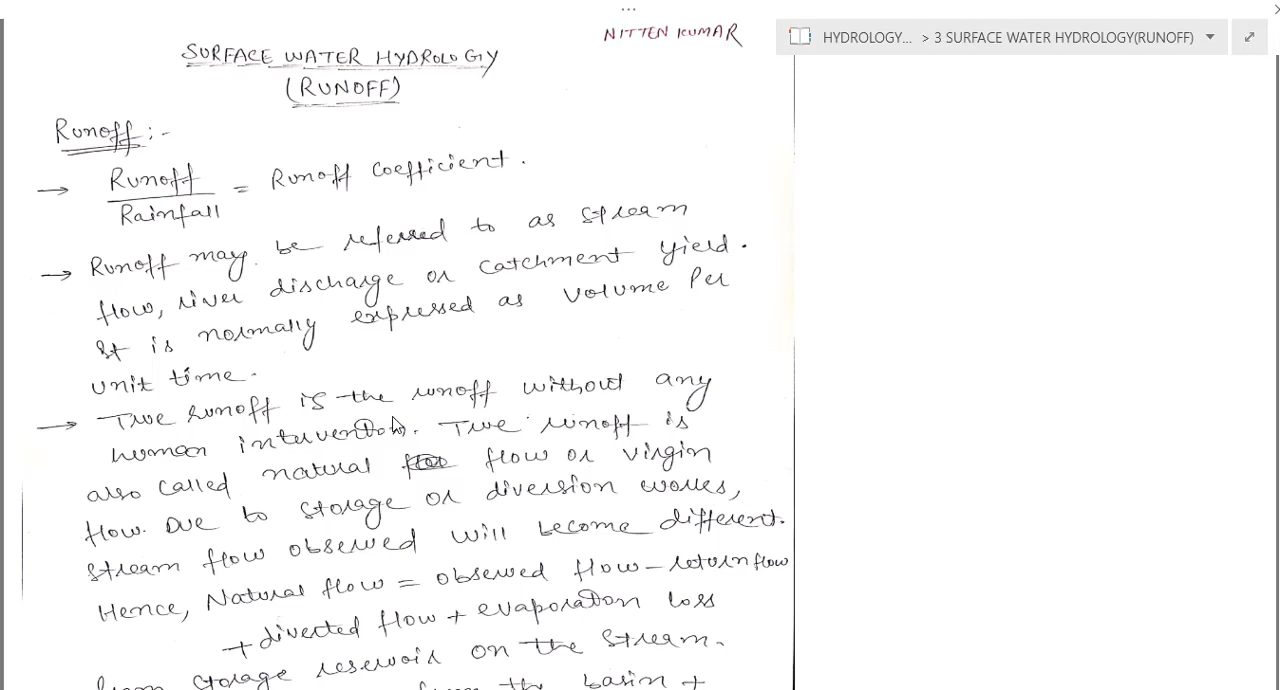 NITTEN KUMAR
HYDROLOGY... > 3 SURFACE WATER HYDROLOGY(RUNOFF)
SURFACE WATER HYDROLOGY
(RUNOFF)
Runoff :-
→ Runoff / Rainfall = Runoff coefficient.
→ Runoff may be referred to as stream
flow, river discharge or catchment yield.
It is normally expressed as volume Per
unit time.
→ True runoff is the runoff without any
human intervention. True runoff is
also called natural flow or virgin
flow. Due to storage or diversion works,
stream flow observed will become different.
Hence, Natural flow = observed flow - return flow
+ diverted flow + evaporation loss
from storage reservoir on the stream.
from the basin +